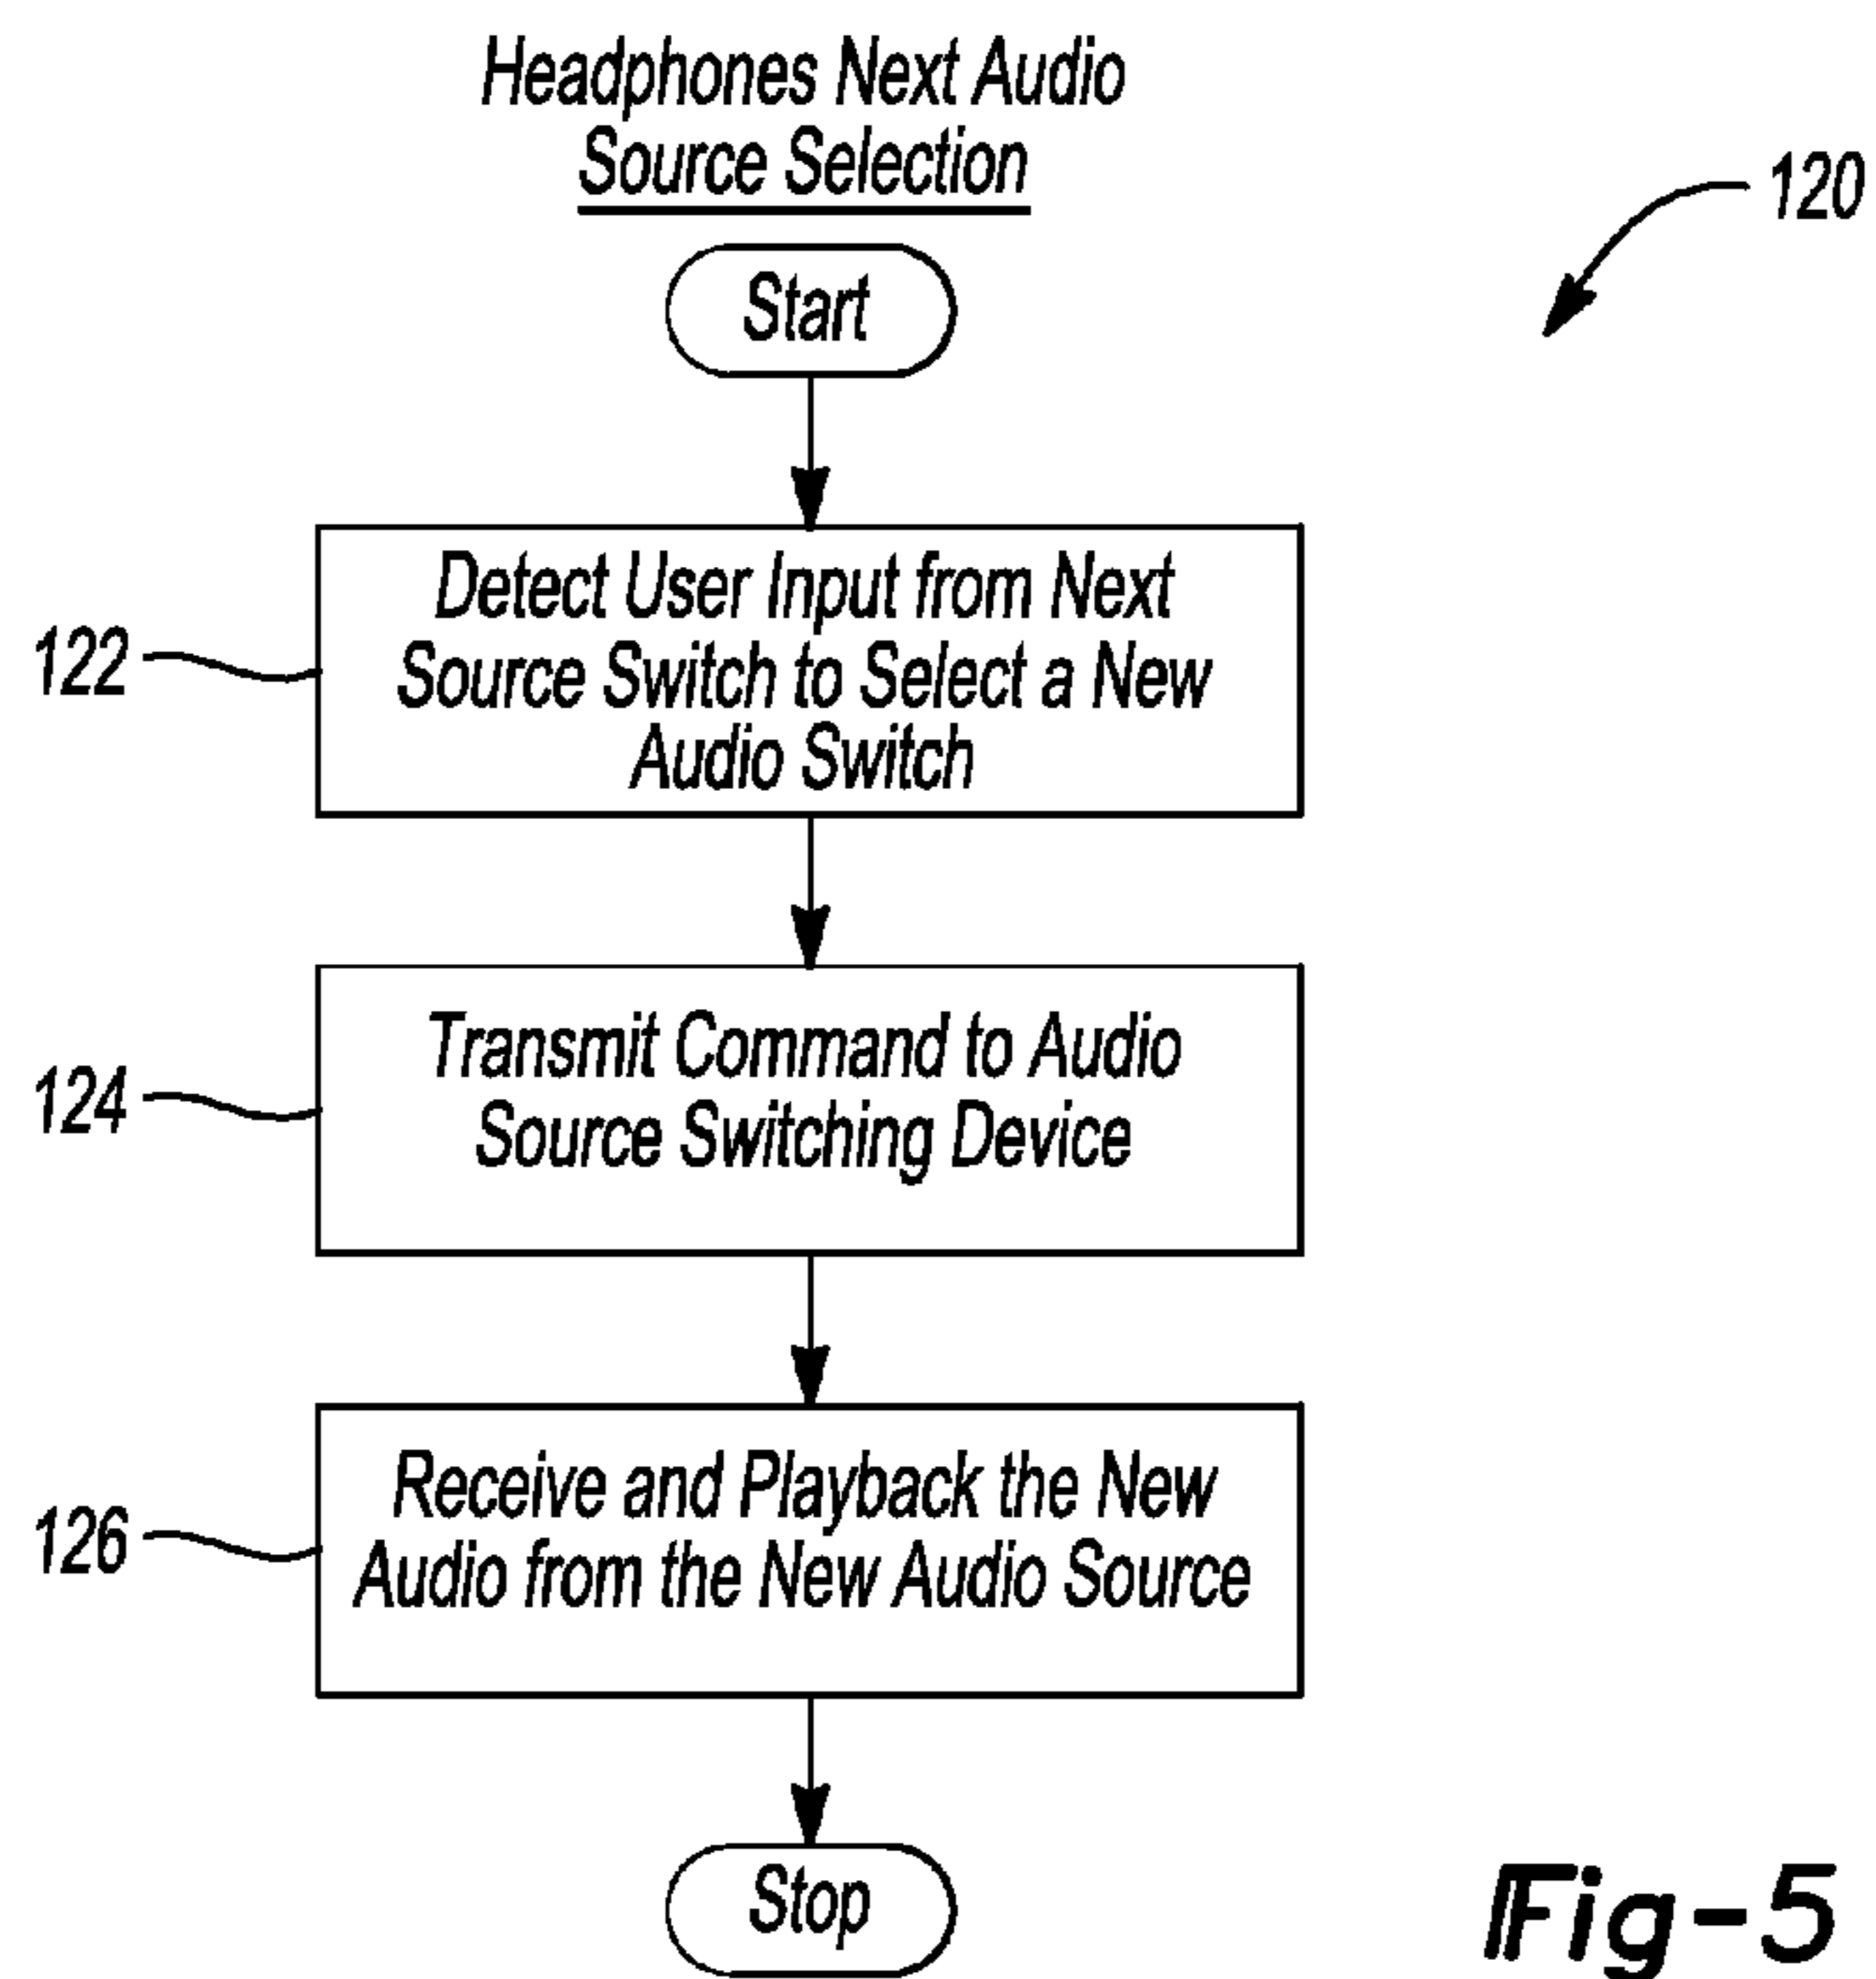 Headphones Next Audio
Source Selection
120
Start
122
Detect User Input from Next
Source Switch to Select a New
Audio Switch
124
Transmit Command to Audio
Source Switching Device
126
Receive and Playback the New
Audio from the New Audio Source
Stop
Fig-5